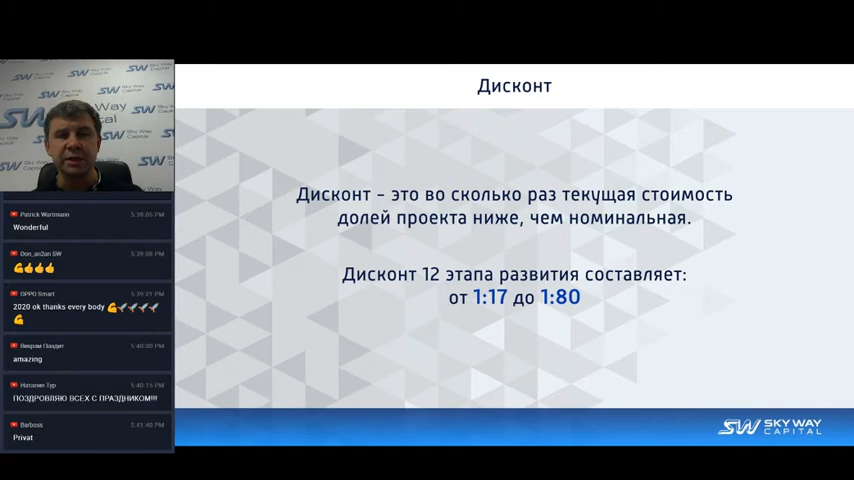 Дисконт
Дисконт - это во сколько раз текущая стоимость
долей проекта ниже, чем номинальная.
Дисконт 12 этапа развития составляет:
от 1:17 до 1:80
SW SKY WAY
CAPITAL
Patrick Wartmann 5:39:05 PM
Wonderful
Don_an2an SW 5:39:08 PM
OPPO Smart 5:39:21 PM
2020 ok thanks every body
Викрам Пандит 5:40:00 PM
amazing
Наталия Тур 5:40:15 PM
ПОЗДРОВЛЯЮ ВСЕХ С ПРАЗДНИКОМ!!!
Barboss 5:41:40 PM
Privat